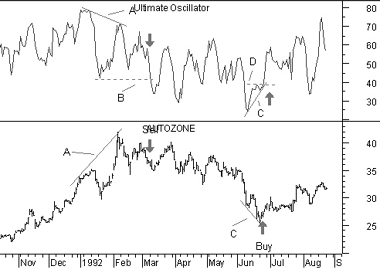 Ultimate Oscillator
A
B
D
C
80
70
60
50
40
30
AUTOZONE
Sell
A
C
Buy
40
35
30
25
Nov Dec 1992 Feb Mar Apr May Jun Jul Aug S